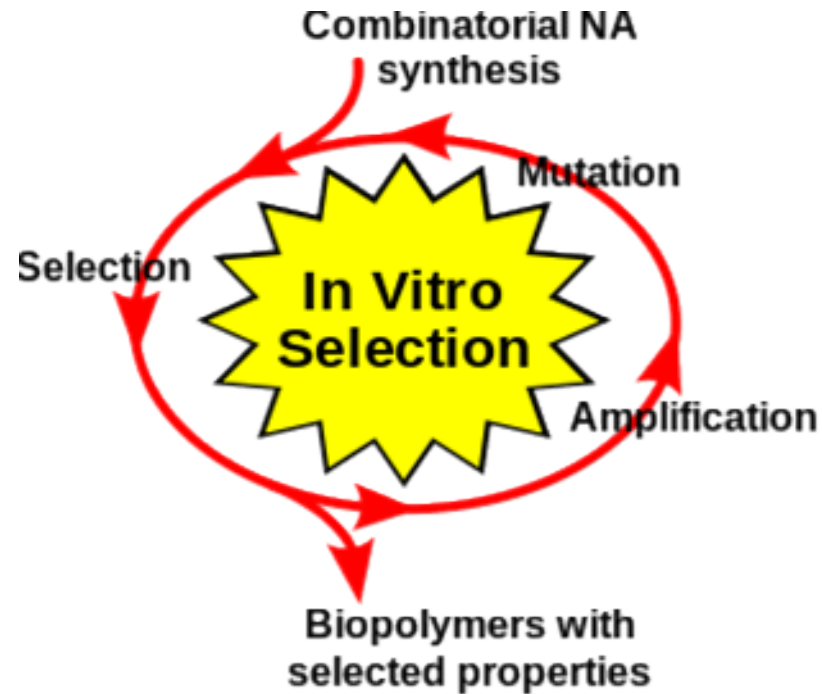 Combinatorial NA
synthesis
Mutation
Selection
In Vitro
Selection
Amplification
Biopolymers with
selected properties